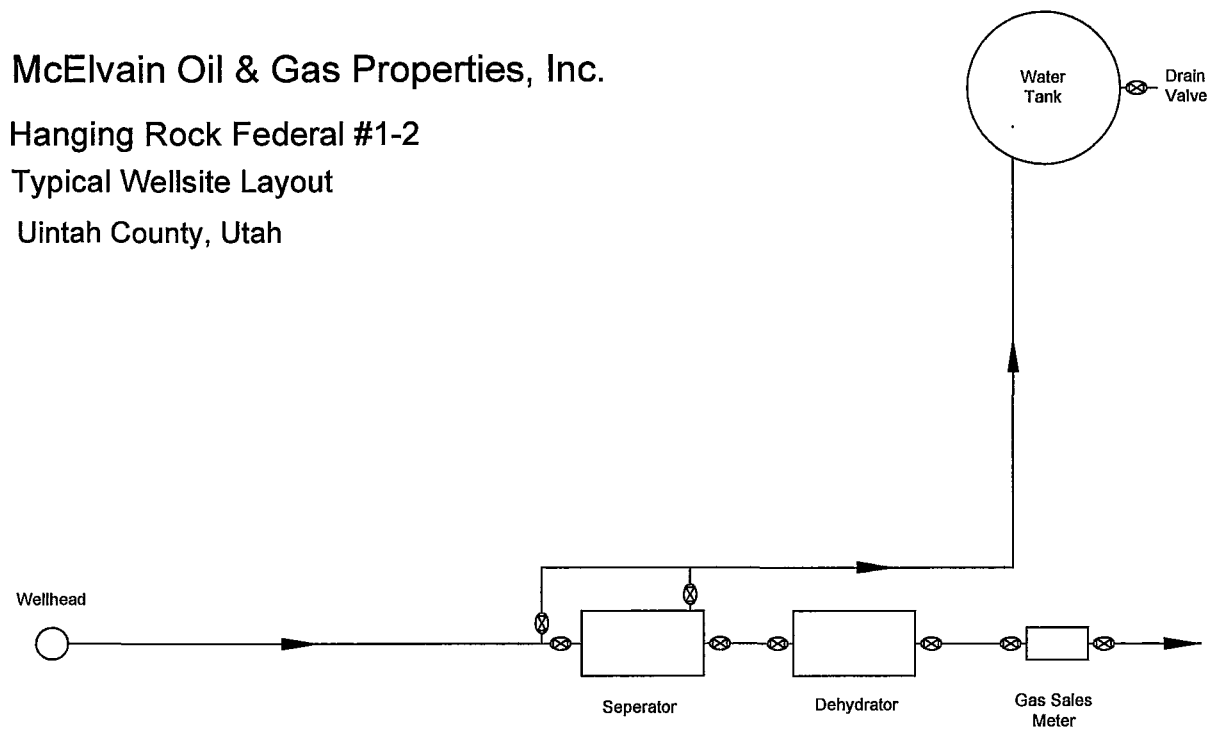 McElvain Oil & Gas Properties, Inc.
Hanging Rock Federal #1-2
Typical Wellsite Layout
Uintah County, Utah
Water
Tank
Drain
Valve
Wellhead
Seperator
Dehydrator
Gas Sales
Meter